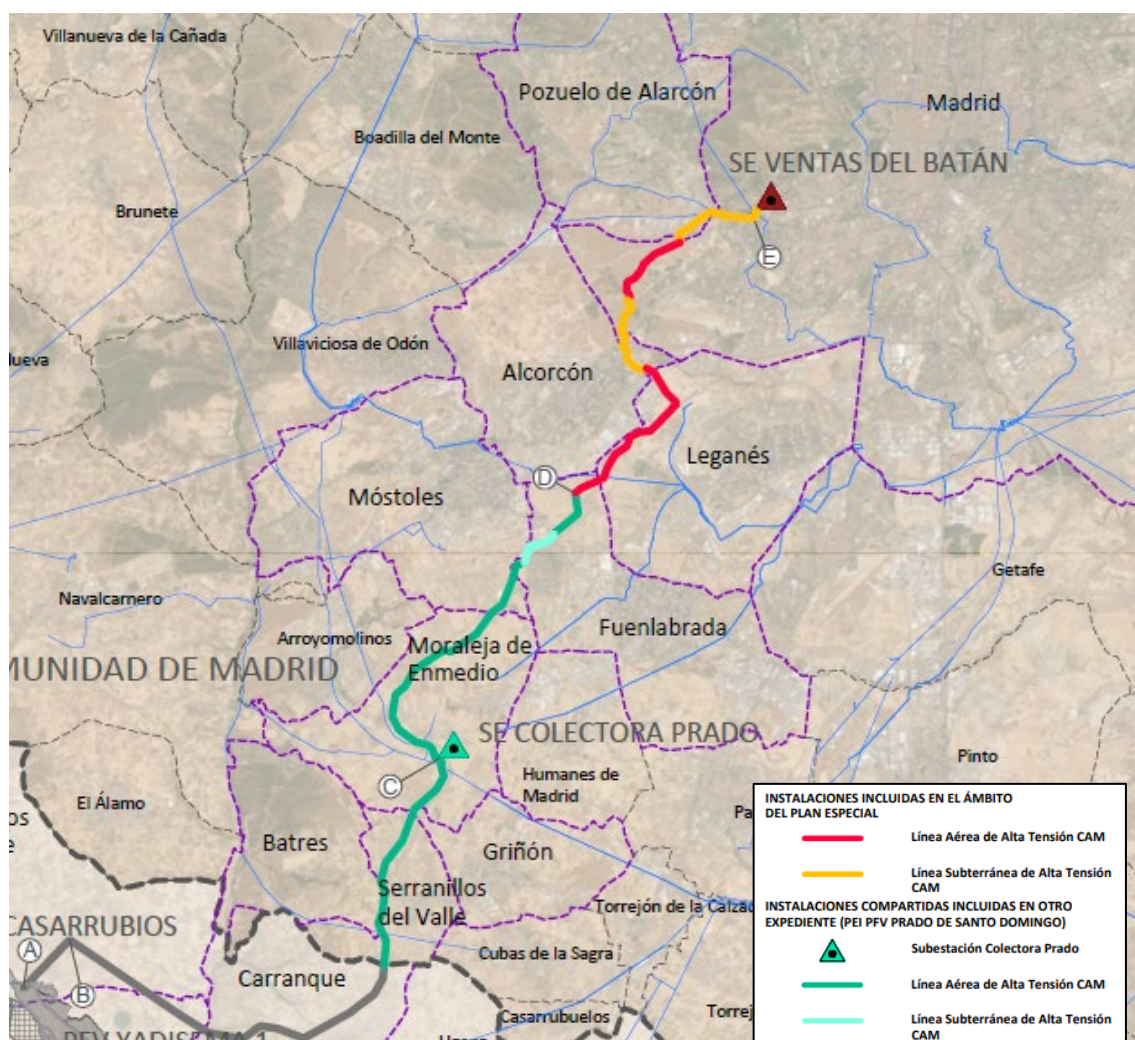 Villanueva de la Cañada
Pozuelo de Alarcón
Madrid
Boadilla del Monte
SE VENTAS DEL BATÁN
Brunete
E
Villaviciosa de Odón
ueva
Alcorcón
Leganés
D
Móstoles
Getafe
Navalcarnero
Fuenlabrada
Arroyomolinos
Moraleja de
Enmedio
MUNIDAD DE MADRID
SE COLECTORA PRADO
Pinto
C
Humanes de
Madrid
El Álamo
os
e
Batres
Griñón
Pa
Serranillos
del Valle
Torrejón de la Calzad
CASARRUBIOS
A
Cubas de la Sagra
Carranque
B
Casarrubuelos
Torrej
INSTALACIONES INCLUIDAS EN EL ÁMBITO
DEL PLAN ESPECIAL
Línea Aérea de Alta Tensión CAM
Línea Subterránea de Alta Tensión
CAM
INSTALACIONES COMPARTIDAS INCLUIDAS EN OTRO
EXPEDIENTE (PEI PFV PRADO DE SANTO DOMINGO)
Subestación Colectora Prado
Línea Aérea de Alta Tensión CAM
Línea Subterránea de Alta Tensión
CAM